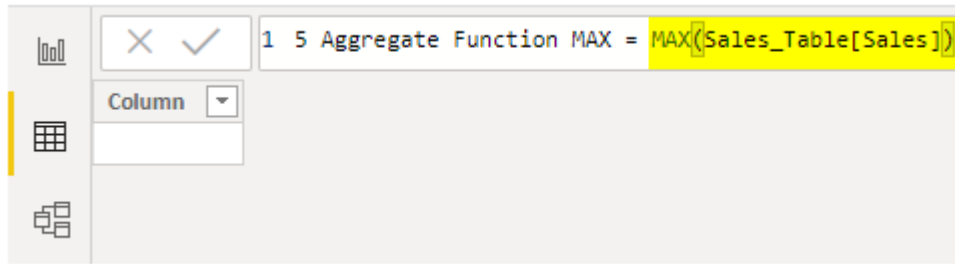 1 5 Aggregate Function MAX = MAX(Sales_Table[Sales])
Column